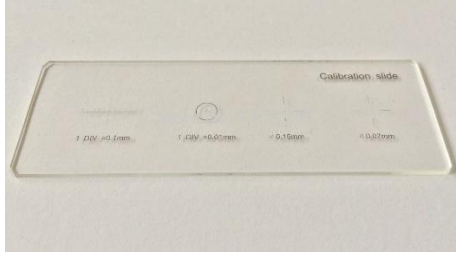 Calibration slide
1 DIV =0.1mm
1 DIV =0.01mm
0.15mm
0.07mm